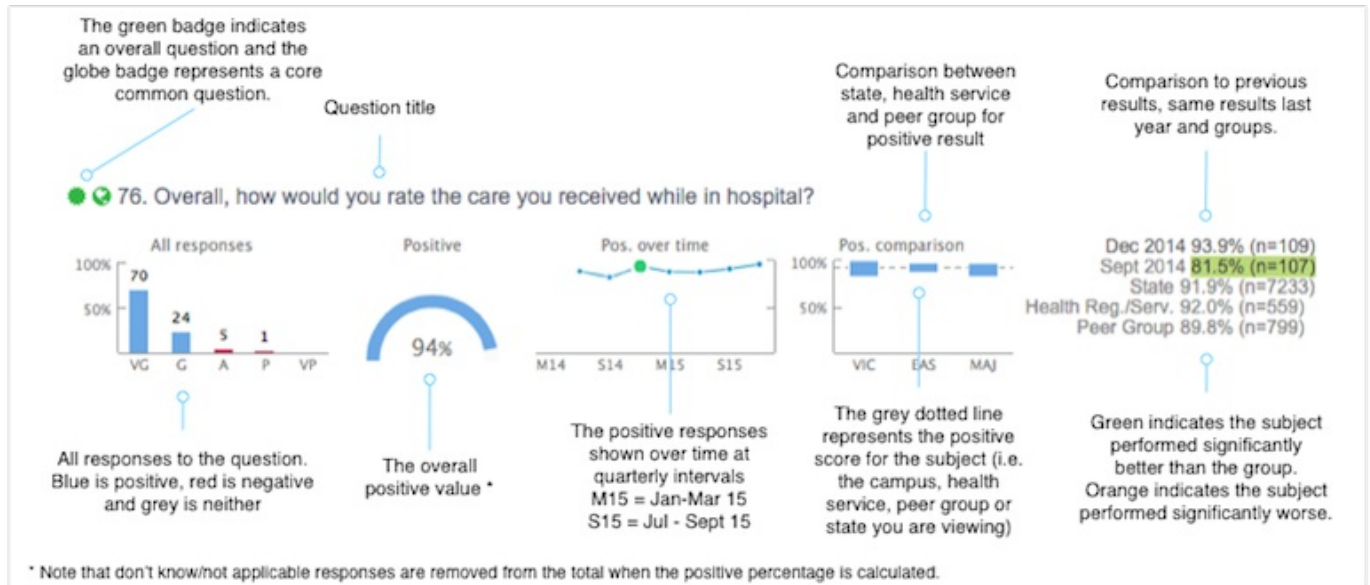 The green badge indicates
an overall question and the
globe badge represents a core
common question.
Question title
Comparison between
state, health service
and peer group for
positive result
Comparison to previous
results, same results last
year and groups.
76. Overall, how would you rate the care you received while in hospital?
All responses
100%
50%
70
24
5
1
VG G A P VP
Positive
94%
Pos. over time
M14 S14 M15 S15
Pos. comparison
100%
50%
VIC EAS MAJ
Dec 2014 93.9% (n=109)
Sept 2014 81.5% (n=107)
State 91.9% (n=7233)
Health Reg./Serv. 92.0% (n=559)
Peer Group 89.8% (n=799)
All responses to the question.
Blue is positive, red is negative
and grey is neither
The overall
positive value *
The positive responses
shown over time at
quarterly intervals
M15 = Jan-Mar 15
S15 = Jul - Sept 15
The grey dotted line
represents the positive
score for the subject (i.e.
the campus, health
service, peer group or
state you are viewing)
Green indicates the subject
performed significantly
better than the group.
Orange indicates the subject
performed significantly worse.
* Note that don't know/not applicable responses are removed from the total when the positive percentage is calculated.